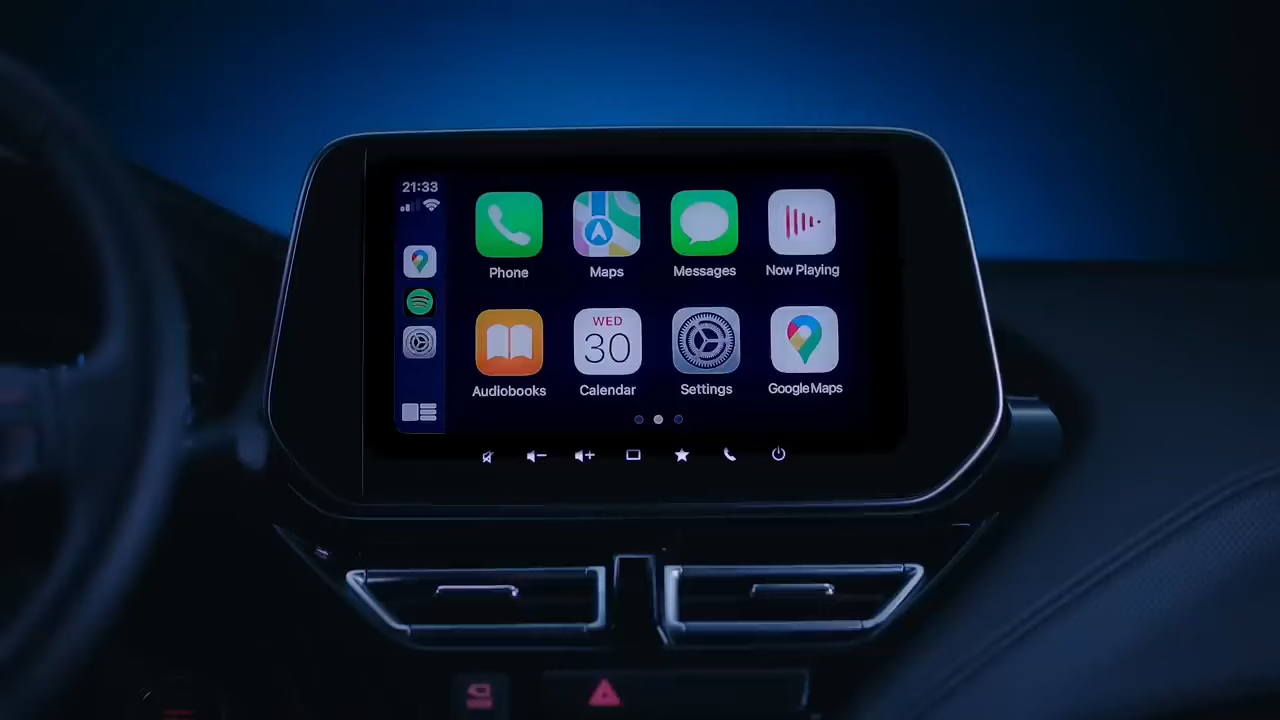 21:33
Phone
Maps
Messages
Now Playing
Audiobooks
WED
30
Calendar
Settings
Google Maps